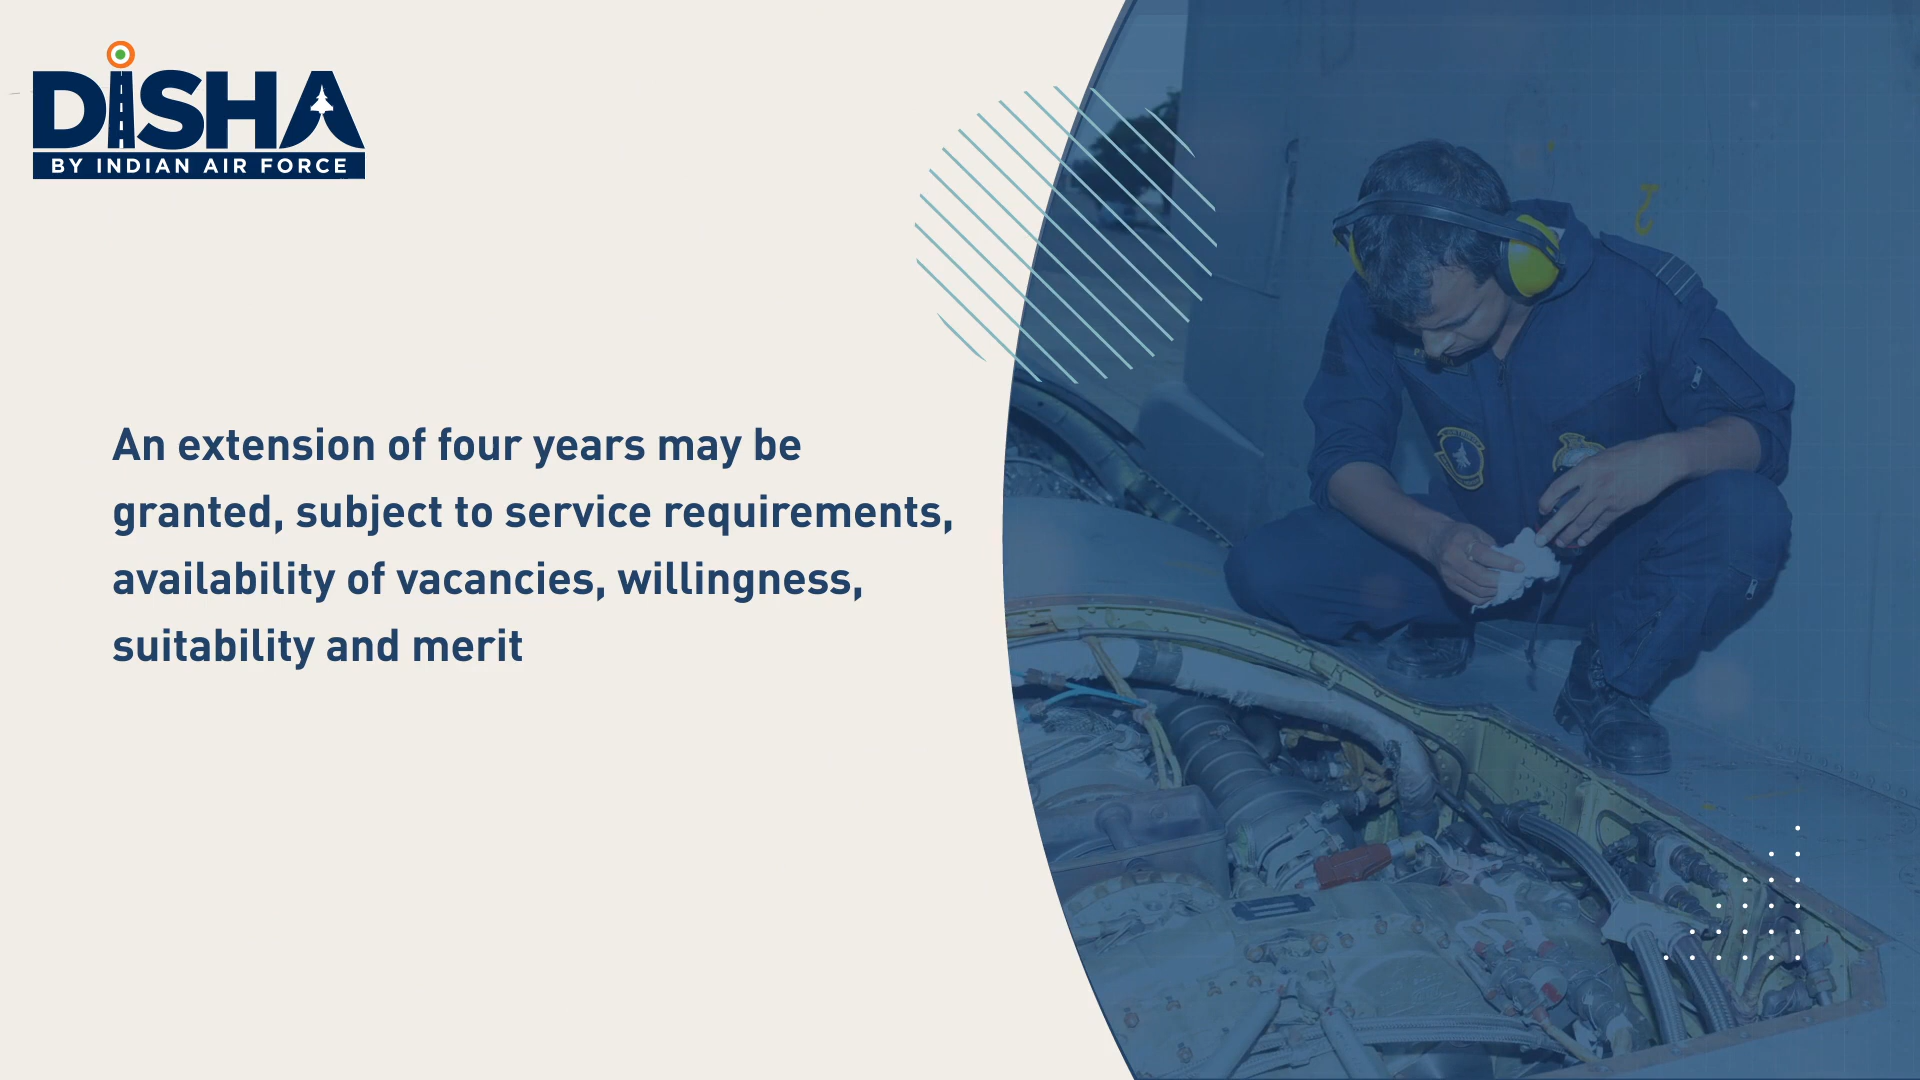 DISHA
BY INDIAN AIR FORCE
An extension of four years may be
granted, subject to service requirements,
availability of vacancies, willingness,
suitability and merit